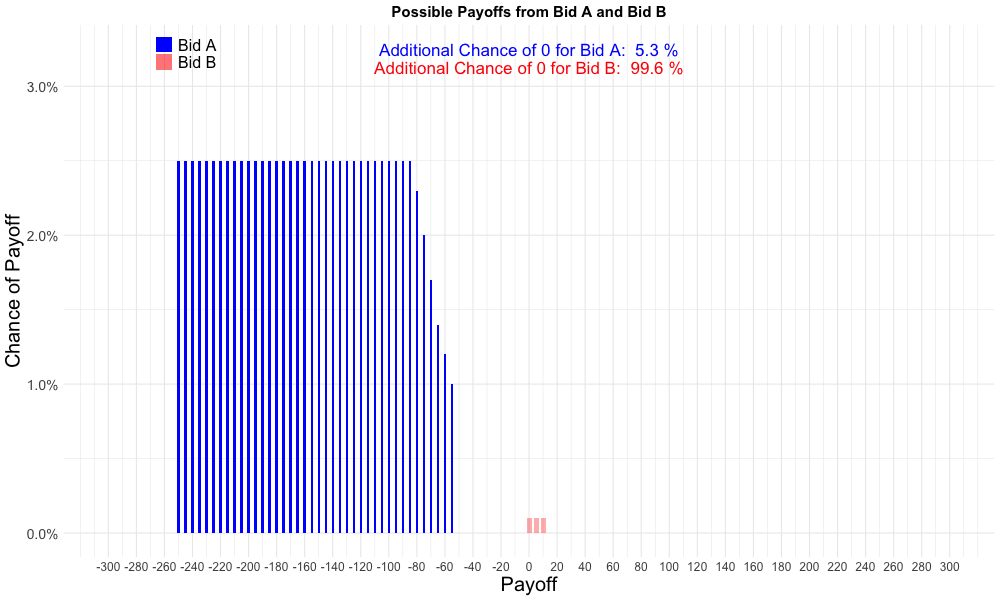 Possible Payoffs from Bid A and Bid B
Bid A
Bid B
Additional Chance of 0 for Bid A: 5.3 %
Additional Chance of 0 for Bid B: 99.6 %
3.0%
2.0%
1.0%
0.0%
Chance of Payoff
-300 -280 -260 -240 -220 -200 -180 -160 -140 -120 -100 -80 -60 -40 -20 0 20 40 60 80 100 120 140 160 180 200 220 240 260 280 300
Payoff